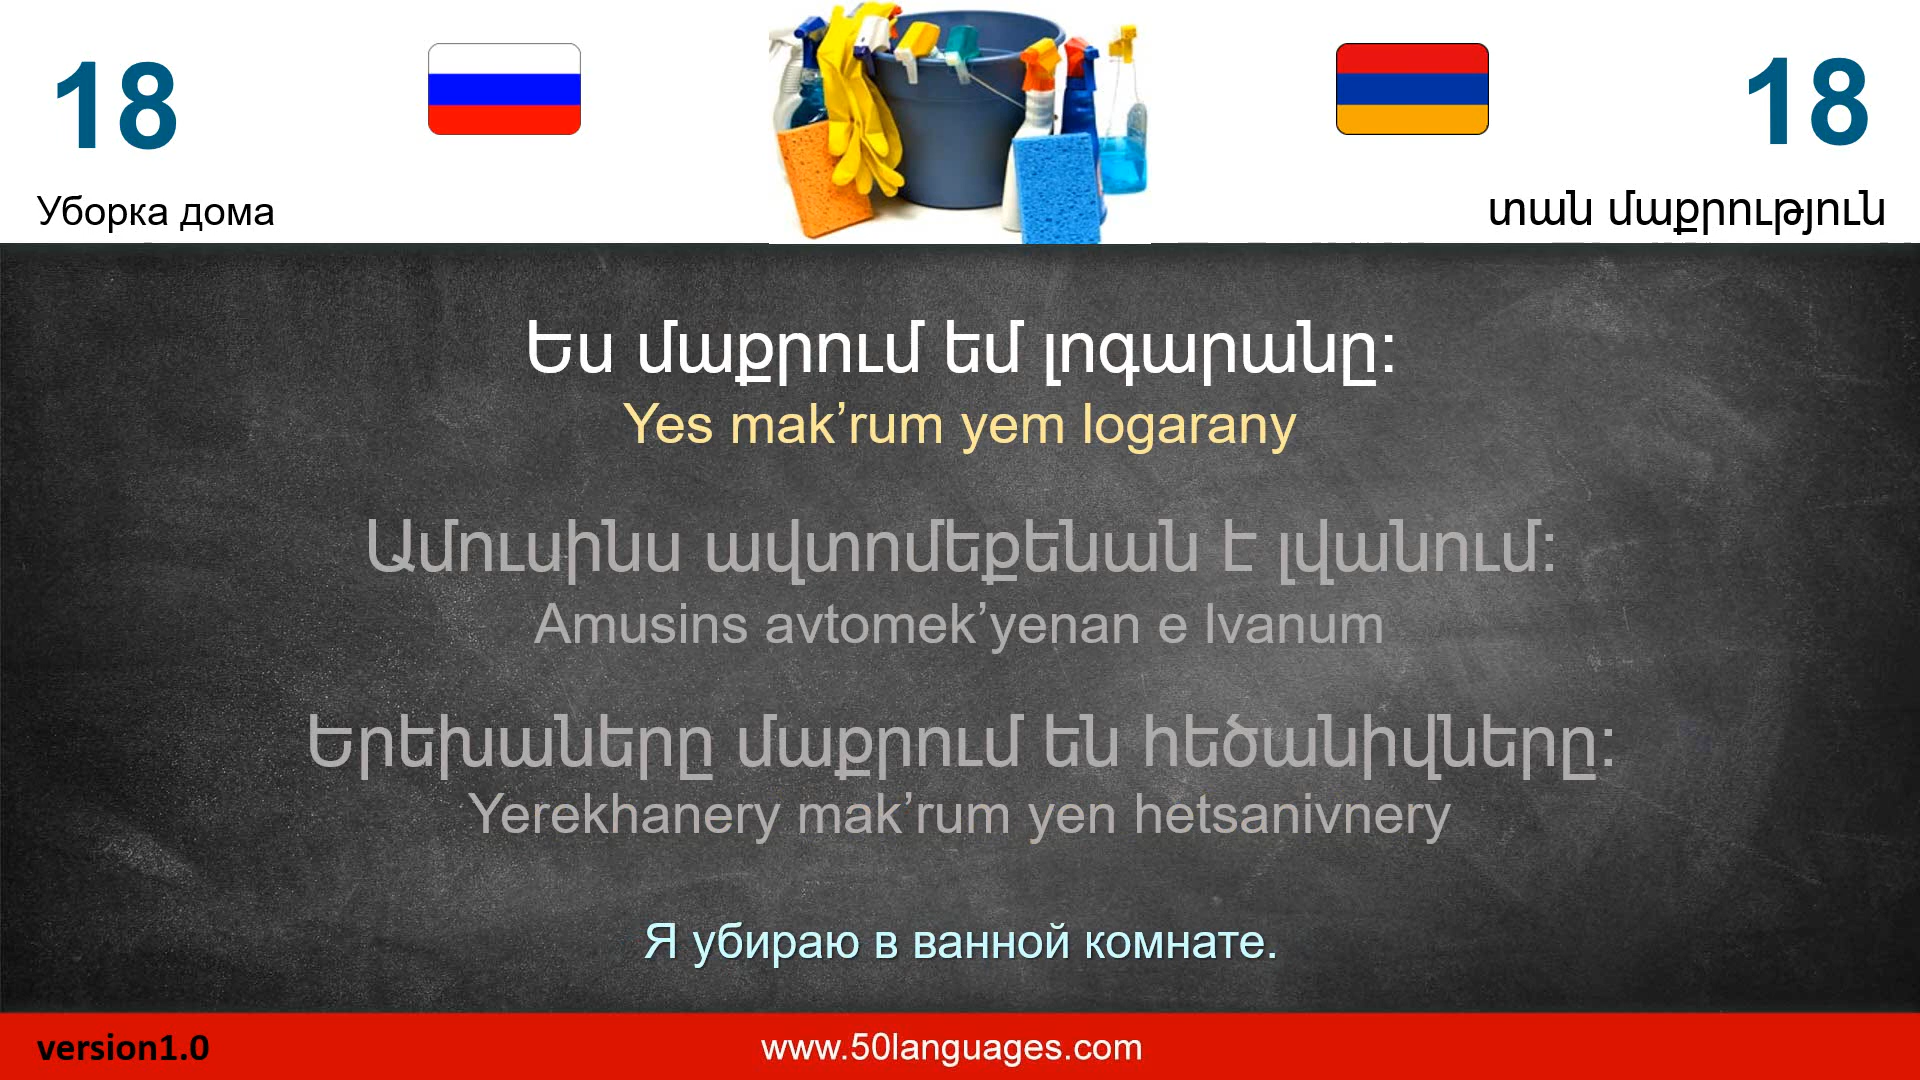 18
18
Уборка дома
տան մաքրություն
Ես մաքրում եմ լոգարանը:
Yes mak’rum yem logarany
Ամուսինս ավտոմեքենան է լվանում:
Amusins avtomek’yenan e lvanum
Երեխաները մաքրում են հեծանիվները:
Yerekhanery mak’rum yen hetsanivnery
Я убираю в ванной комнате.
version1.0
www.50languages.com